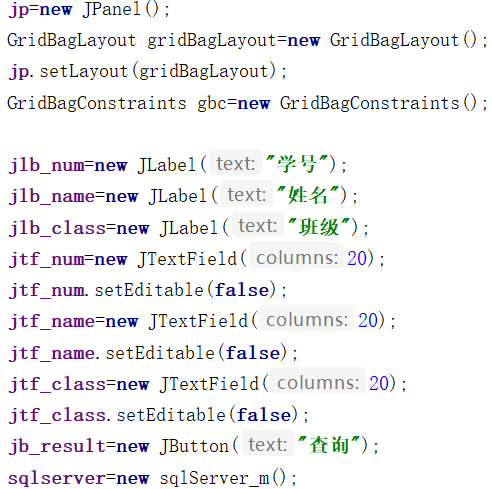 jp=new JPanel();
GridBagLayout gridBagLayout=new GridBagLayout();
jp.setLayout(gridBagLayout);
GridBagConstraints gbc=new GridBagConstraints();
jlb_num=new JLabel( text: "学号");
jlb_name=new JLabel( text: "姓名");
jlb_class=new JLabel( text: "班级");
jtf_num=new JTextField( columns: 20);
jtf_num.setEditable(false);
jtf_name=new JTextField( columns: 20);
jtf_name.setEditable(false);
jtf_class=new JTextField( columns: 20);
jtf_class.setEditable(false);
jb_result=new JButton( text: "查询");
sqlserver=new sqlServer_m();